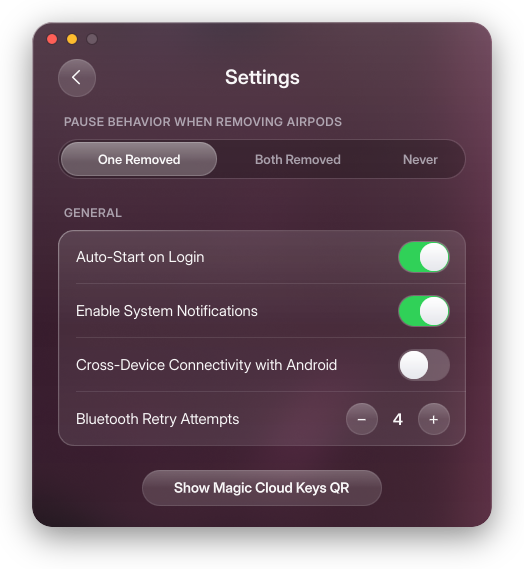 Settings
PAUSE BEHAVIOR WHEN REMOVING AIRPODS
One Removed Both Removed Never
GENERAL
Auto-Start on Login
Enable System Notifications
Cross-Device Connectivity with Android
Bluetooth Retry Attempts − 4 +
Show Magic Cloud Keys QR